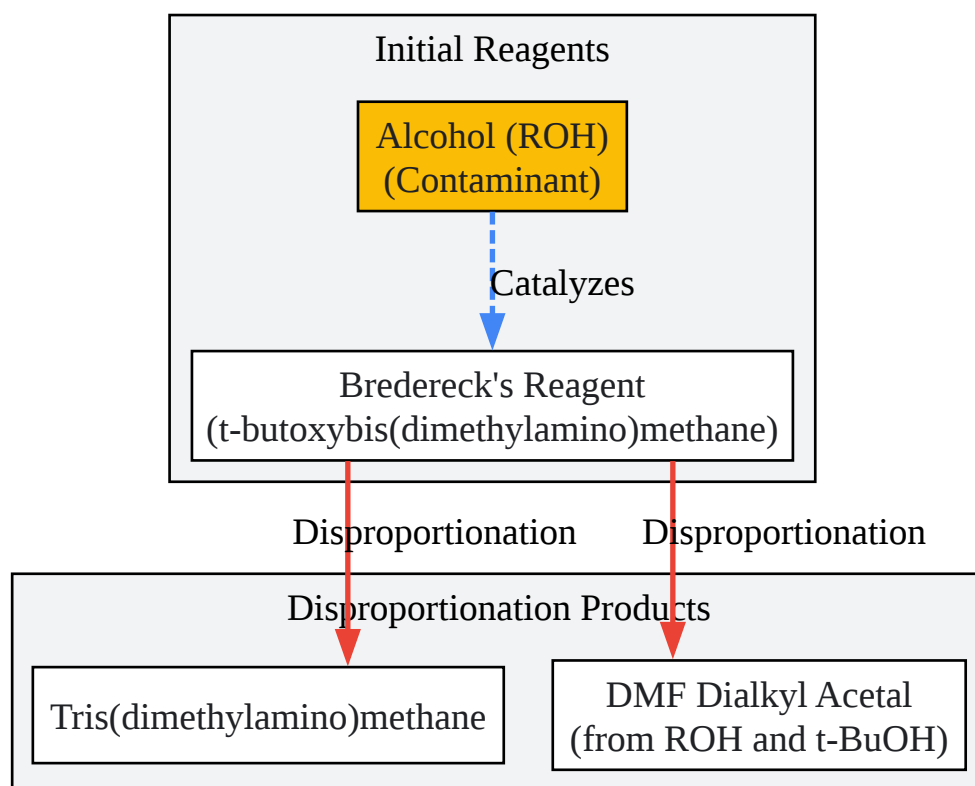 Initial Reagents
Alcohol (ROH)
(Contaminant)
Catalyzes
Bredereck's Reagent
(t-butoxybis(dimethylamino)methane)
Disproportionation
Disproportionation
Disproportionation Products
Tris(dimethylamino)methane
DMF Dialkyl Acetal
(from ROH and t-BuOH)